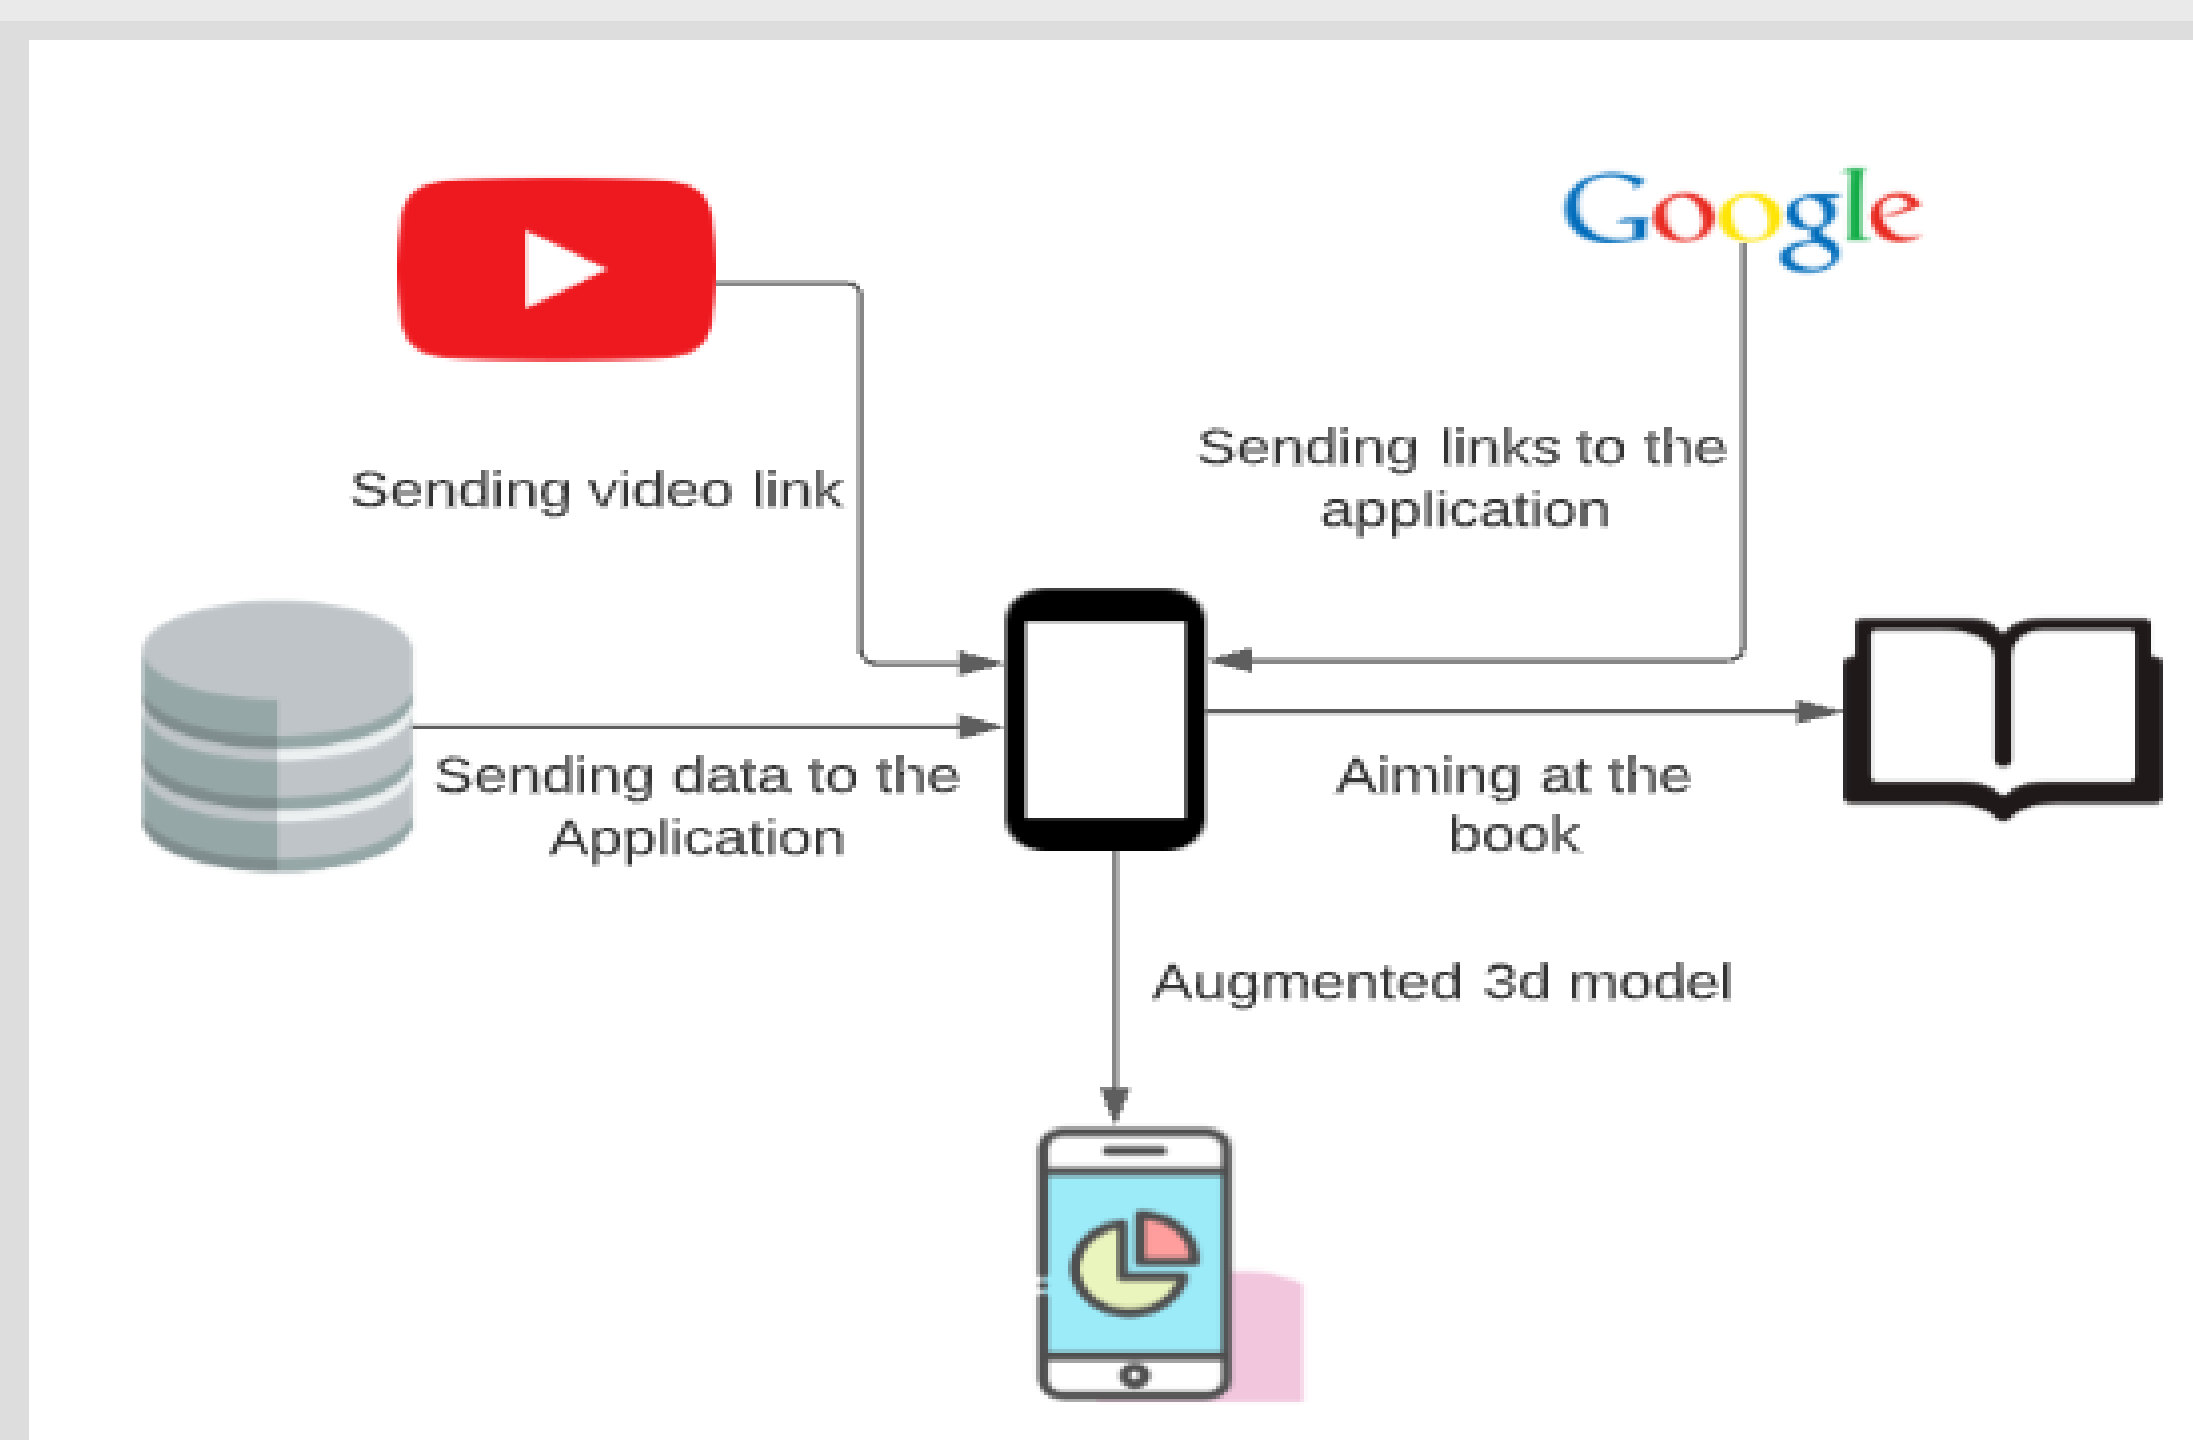 Google
Sending links to the
application
Sending video link
Sending data to the
Application
Aiming at the
book
Augmented 3d model